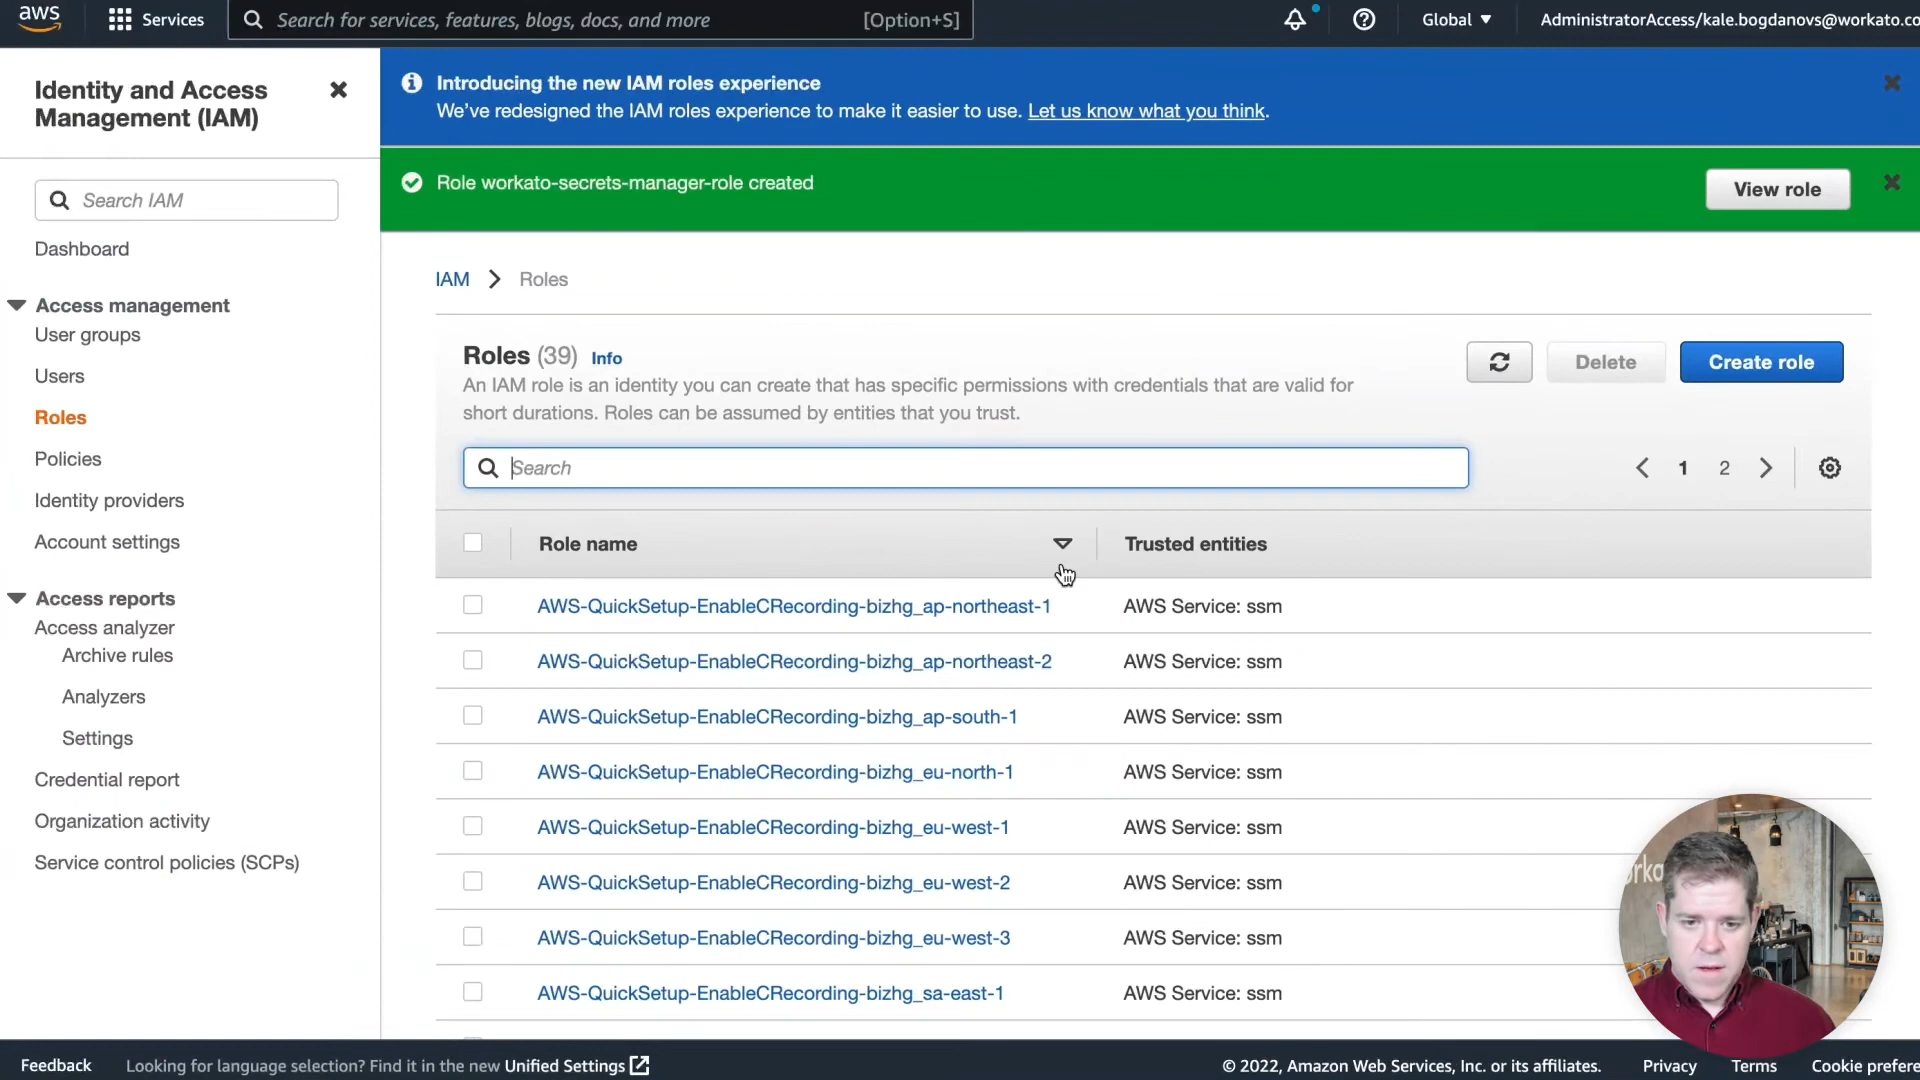 aws
Services
Search for services, features, blogs, docs, and more
[Option+S]
Global
AdministratorAccess/kale.bogdanovs@workato.co
Identity and Access
Management (IAM)
Search IAM
Dashboard
Access management
User groups
Users
Roles
Policies
Identity providers
Account settings
Access reports
Access analyzer
Archive rules
Analyzers
Settings
Credential report
Organization activity
Service control policies (SCPs)
Introducing the new IAM roles experience
We've redesigned the IAM roles experience to make it easier to use. Let us know what you think.
Role workato-secrets-manager-role created
View role
IAM
Roles
Roles (39) Info
An IAM role is an identity you can create that has specific permissions with credentials that are valid for
short durations. Roles can be assumed by entities that you trust.
Delete
Create role
Search
1 2
Role name
Trusted entities
AWS-QuickSetup-EnableCRecording-bizhg_ap-northeast-1
AWS Service: ssm
AWS-QuickSetup-EnableCRecording-bizhg_ap-northeast-2
AWS Service: ssm
AWS-QuickSetup-EnableCRecording-bizhg_ap-south-1
AWS Service: ssm
AWS-QuickSetup-EnableCRecording-bizhg_eu-north-1
AWS Service: ssm
AWS-QuickSetup-EnableCRecording-bizhg_eu-west-1
AWS Service: ssm
AWS-QuickSetup-EnableCRecording-bizhg_eu-west-2
AWS Service: ssm
AWS-QuickSetup-EnableCRecording-bizhg_eu-west-3
AWS Service: ssm
AWS-QuickSetup-EnableCRecording-bizhg_sa-east-1
AWS Service: ssm
orka
Feedback
Looking for language selection? Find it in the new Unified Settings
© 2022, Amazon Web Services, Inc. or its affiliates.
Privacy
Terms
Cookie prefere